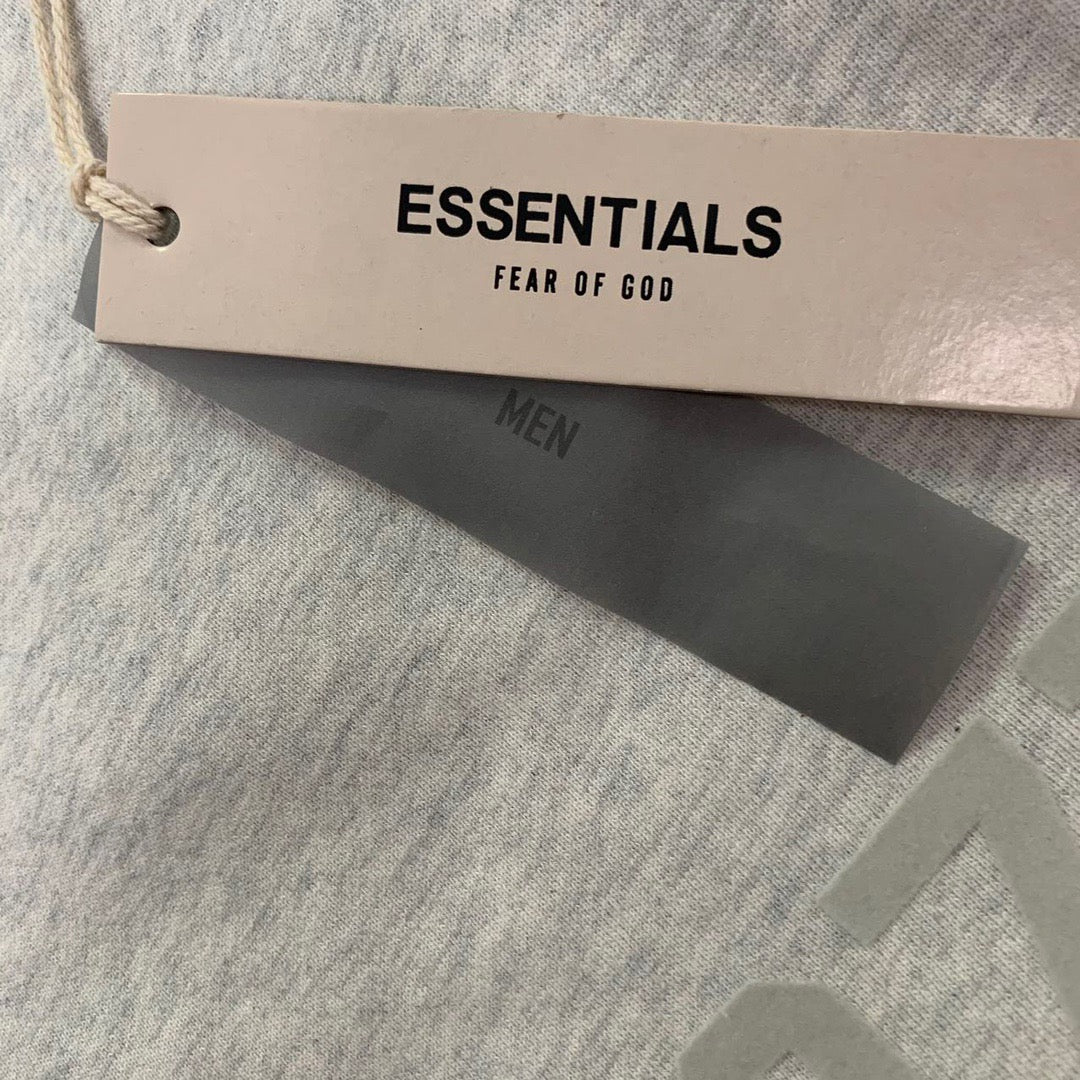 ESSENTIALS
FEAR OF GOD
MEN